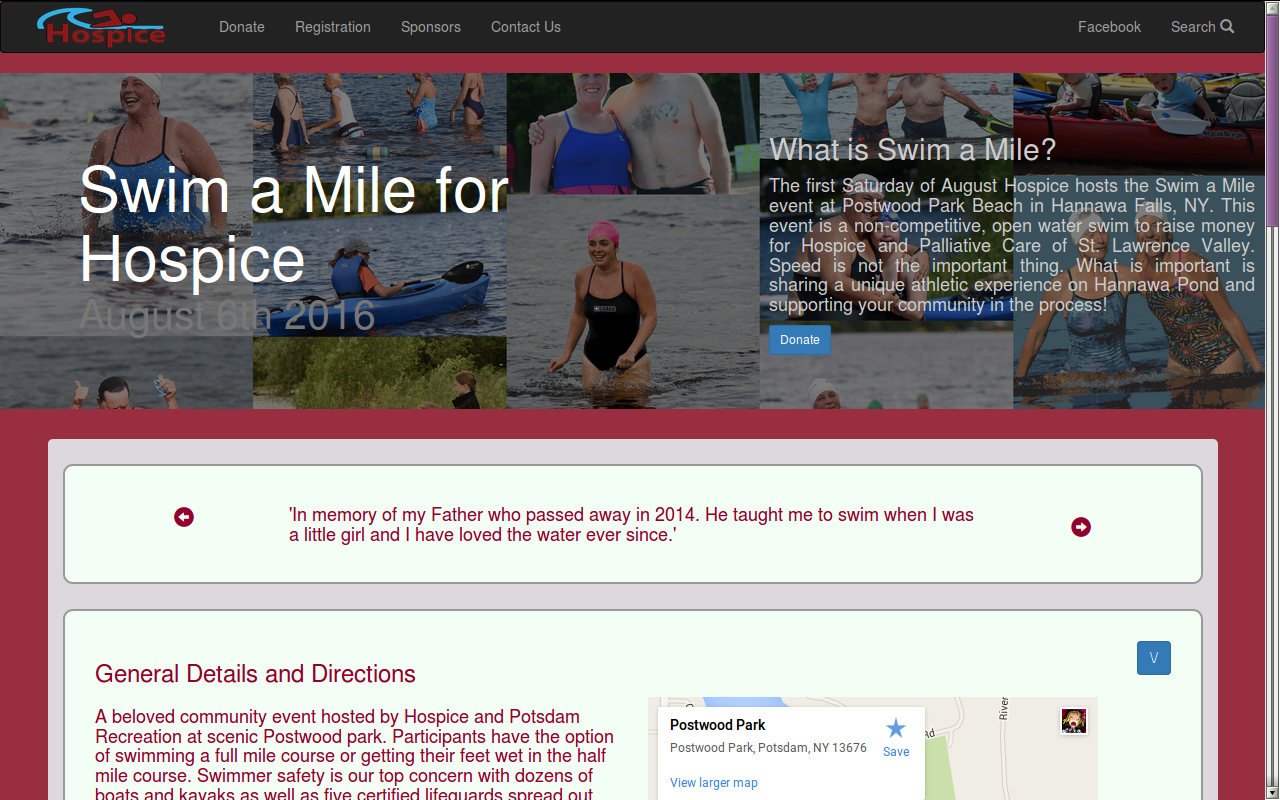 Hospice
Donate
Registration
Sponsors
Contact Us
Facebook
Search
Swim a Mile for
Hospice
August 6th 2016
What is Swim a Mile?
The first Saturday of August Hospice hosts the Swim a Mile
event at Postwood Park Beach in Hannawa Falls, NY. This
event is a non-competitive, open water swim to raise money
for Hospice and Palliative Care of St. Lawrence Valley.
Speed is not the important thing. What is important is
sharing a unique athletic experience on Hannawa Pond and
supporting your community in the process!
Donate
'In memory of my Father who passed away in 2014. He taught me to swim when I was
a little girl and I have loved the water ever since.'
V
General Details and Directions
A beloved community event hosted by Hospice and Potsdam
Recreation at scenic Postwood park. Participants have the option
of swimming a full mile course or getting their feet wet in the half
mile course. Swimmer safety is our top concern with dozens of
boats and kayaks as well as five certified lifeguards spread out
Postwood Park
Postwood Park, Potsdam, NY 13676
Save
View larger map
River
Rd